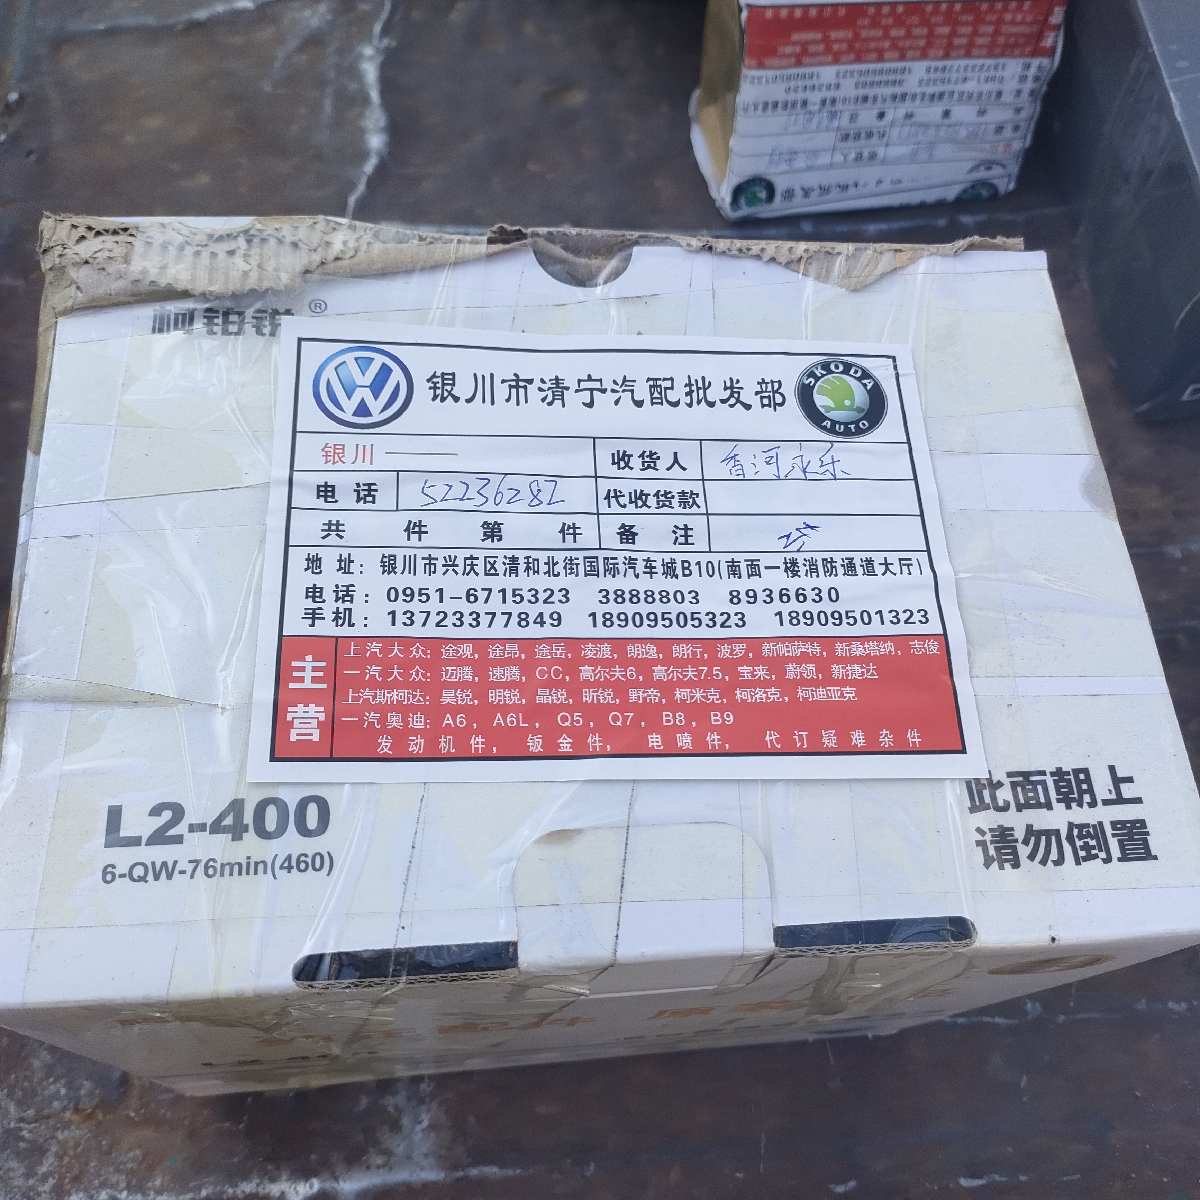 柯铂锐®
银川市清宁汽配批发部
SKODA
AUTO
银川 —— 收货人 香河永乐
电话 52236282 代收货款
共 件 第 件 备注
地址：银川市兴庆区清和北街国际汽车城B10(南面一楼消防通道大厅)
电话：0951-6715323 3888803 8936630
手机：13723377849 18909505323 18909501323
主营
上汽大众：途观，途昂，途岳，凌渡，朗逸，朗行，波罗，新帕萨特，新桑塔纳，志俊
一汽大众：迈腾，速腾，CC，高尔夫6，高尔夫7.5，宝来，蔚领，新捷达
上汽斯柯达：昊锐，明锐，晶锐，昕锐，野帝，柯米克，柯洛克，柯迪亚克
一汽奥迪：A6，A6L，Q5，Q7，B8，B9
发动机件，钣金件，电喷件，代订疑难杂件
L2-400
6-QW-76min(460)
此面朝上
请勿倒置